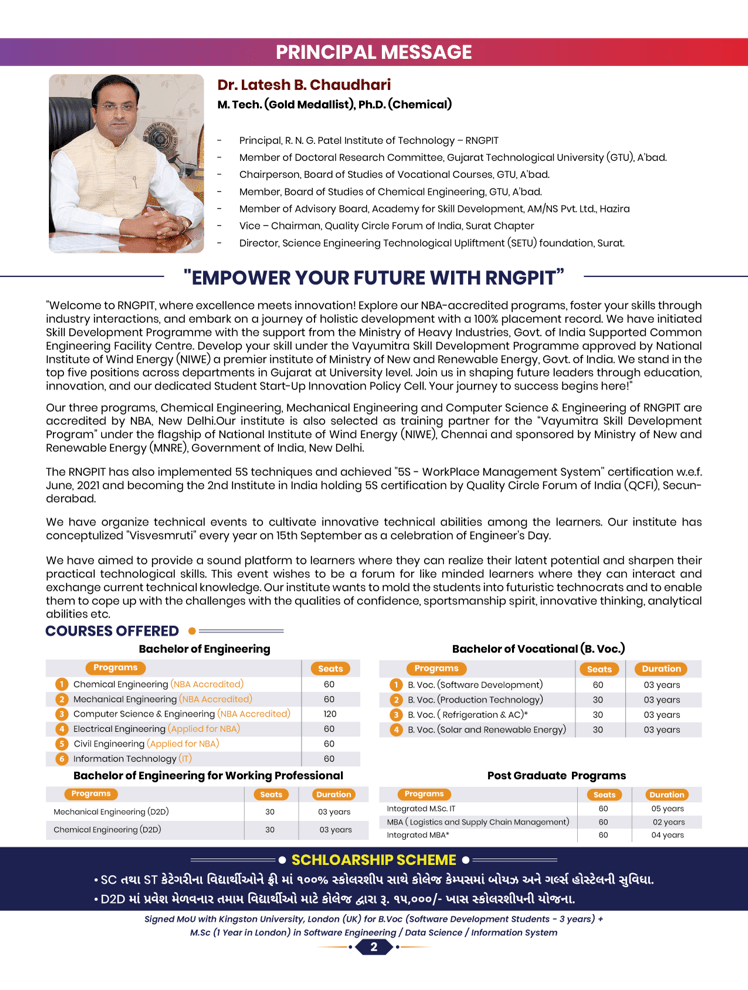 PRINCIPAL MESSAGE
Dr. Latesh B. Chaudhari
M. Tech. (Gold Medallist), Ph.D. (Chemical)
- Principal, R. N. G. Patel Institute of Technology – RNGPIT
- Member of Doctoral Research Committee, Gujarat Technological University (GTU), A'bad.
- Chairperson, Board of Studies of Vocational Courses, GTU, A'bad.
- Member, Board of Studies of Chemical Engineering, GTU, A'bad.
- Member of Advisory Board, Academy for Skill Development, AM/NS Pvt. Ltd., Hazira
- Vice – Chairman, Quality Circle Forum of India, Surat Chapter
- Director, Science Engineering Technological Upliftment (SETU) foundation, Surat.
"EMPOWER YOUR FUTURE WITH RNGPIT”
"Welcome to RNGPIT, where excellence meets innovation! Explore our NBA-accredited programs, foster your skills through
industry interactions, and embark on a journey of holistic development with a 100% placement record. We have initiated
Skill Development Programme with the support from the Ministry of Heavy Industries, Govt. of India Supported Common
Engineering Facility Centre. Develop your skill under the Vayumitra Skill Development Programme approved by National
Institute of Wind Energy (NIWE) a premier institute of Ministry of New and Renewable Energy, Govt. of India. We stand in the
top five positions across departments in Gujarat at University level. Join us in shaping future leaders through education,
innovation, and our dedicated Student Start-Up Innovation Policy Cell. Your journey to success begins here!"
Our three programs, Chemical Engineering, Mechanical Engineering and Computer Science & Engineering of RNGPIT are
accredited by NBA, New Delhi.Our institute is also selected as training partner for the "Vayumitra Skill Development
Program" under the flagship of National Institute of Wind Energy (NIWE), Chennai and sponsored by Ministry of New and
Renewable Energy (MNRE), Government of India, New Delhi.
The RNGPIT has also implemented 5S techniques and achieved "5S - WorkPlace Management System" certification w.e.f.
June, 2021 and becoming the 2nd Institute in India holding 5S certification by Quality Circle Forum of India (QCFI), Secun-
derabad.
We have organize technical events to cultivate innovative technical abilities among the learners. Our institute has
conceptulized "Visvesmruti" every year on 15th September as a celebration of Engineer's Day.
We have aimed to provide a sound platform to learners where they can realize their latent potential and sharpen their
practical technological skills. This event wishes to be a forum for like minded learners where they can interact and
exchange current technical knowledge. Our institute wants to mold the students into futuristic technocrats and to enable
them to cope up with the challenges with the qualities of confidence, sportsmanship spirit, innovative thinking, analytical
abilities etc.
COURSES OFFERED
Bachelor of Engineering
Programs Seats
1 Chemical Engineering (NBA Accredited) 60
2 Mechanical Engineering (NBA Accredited) 60
3 Computer Science & Engineering (NBA Accredited) 120
4 Electrical Engineering (Applied for NBA) 60
5 Civil Engineering (Applied for NBA) 60
6 Information Technology (IT) 60
Bachelor of Vocational (B. Voc.)
Programs Seats Duration
1 B. Voc. (Software Development) 60 03 years
2 B. Voc. (Production Technology) 30 03 years
3 B. Voc. ( Refrigeration & AC)* 30 03 years
4 B. Voc. (Solar and Renewable Energy) 30 03 years
Bachelor of Engineering for Working Professional
Programs Seats Duration
Mechanical Engineering (D2D) 30 03 years
Chemical Engineering (D2D) 30 03 years
Post Graduate Programs
Programs Seats Duration
Integrated M.Sc. IT 60 05 years
MBA ( Logistics and Supply Chain Management) 60 02 years
Integrated MBA* 60 04 years
SCHLOARSHIP SCHEME
• SC તથા ST કેટેગરીના વિદ્યાર્થીઓને ફ્રી માં ૧૦૦% સ્કોલરશીપ સાથે કોલેજ કેમ્પસમાં બોયઝ અને ગર્લ્સ હોસ્ટેલની સુવિધા.
• D2D માં પ્રવેશ મેળવનાર તમામ વિદ્યાર્થીઓ માટે કોલેજ દ્વારા રૂ. ૧૫,૦૦૦/- ખાસ સ્કોલરશીપની યોજના.
Signed MoU with Kingston University, London (UK) for B.Voc (Software Development Students - 3 years) +
M.Sc (1 Year in London) in Software Engineering / Data Science / Information System
2